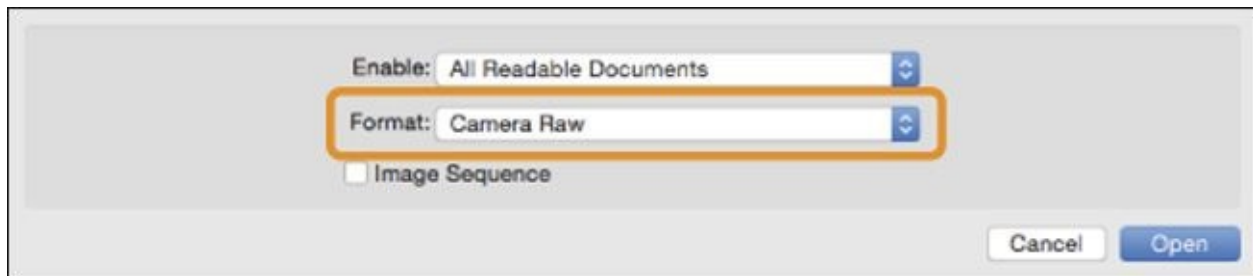 Enable: All Readable Documents
Format: Camera Raw
Image Sequence
Cancel Open